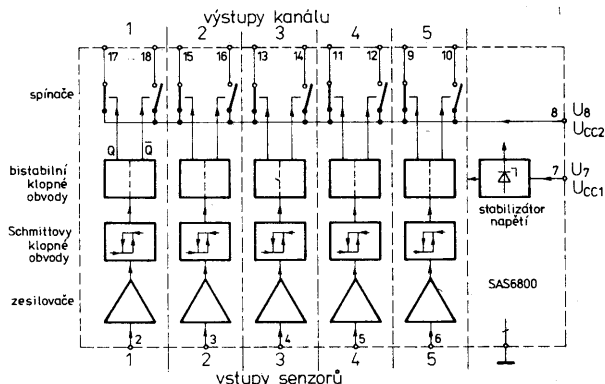 výstupy kanálu
1 2 3 4 5
17 18 15 16 13 14 11 12 9 10
spínače
8 U8
UCC2
Q Q̄
bistabilní
klopné
obvody
7 U7
UCC1
stabilizátor
napětí
Schmittovy
klopné
obvody
zesilovače
SAS6800
2 3 4 5 6
1 2 3 4 5
vstupy senzorů